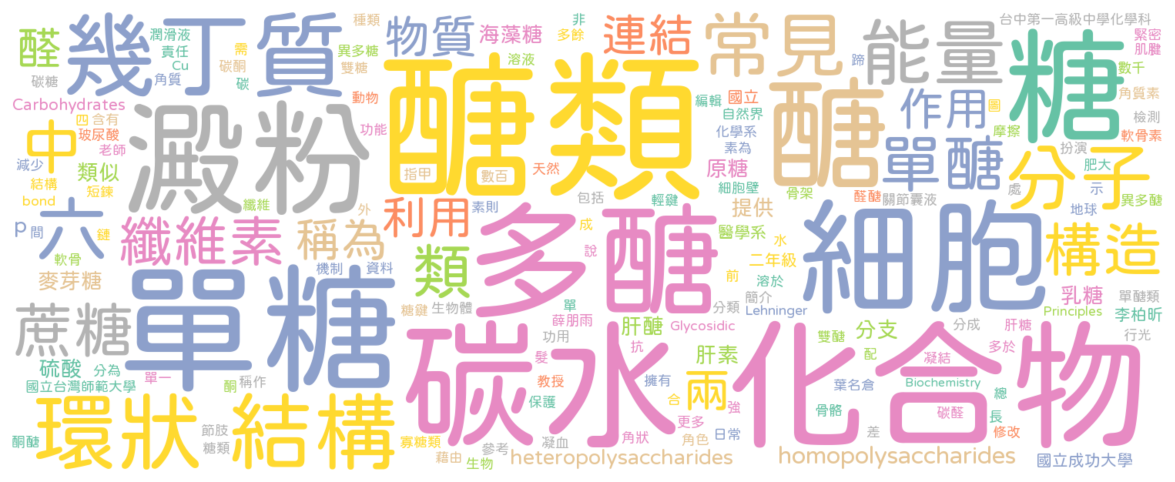 醛
幾丁質
潤滑液
責任
Cu
角質
種類
需
碳酮
碳
異多糖
雙糖
物質
海藻糖
非
多餘
溶液
連結
常見
能量
台中第一高級中學化學科
糖
緊密
肌腱
數千
角質素
檢測
碳糖
Carbohydrates
中
四
含有
玻尿酸
老師
減少
類似
結構
短鍊
bond
澱粉
動物
功能
醣類
指甲
數百
天然
編輯
國立
自然界
化學系
素為
原糖
細胞壁
醣
蹄
作用
圖
摩擦
單醣
骨架
醛醣
關節囊液
扮演
軟骨素
分子
肥大
處
示
異多醣
地球
p
間
六
鏈
軟骨
麥芽糖
纖維
纖維素
稱為
外
利用
素則
包括
輕鍵
提供
成
說
醫學系
水
二年級
前
溶於
細胞
構造
類
機制
資料
單糖
糖鍵
生物體
多醣
單
薛朋雨
功用
分類
簡介
Lehninger
乳糖
Principles
單醣類
李柏昕
行光
蔗糖
硫酸
分為
國立台灣師範大學
單一
酮
稱作
髮
教授
保護
碳水化合物
肝醣
Glycosidic
肝素
抗
擁有
合
兩
強
更多
日常
雙醣
分支
配
葉名倉
Biochemistry
骨骼
差
凝結
碳醛
分成
肝糖
多於
總
長
修改
環狀結構
酮醣
節肢
糖類
寡糖類
藉由
生物
參考
凝血
角狀
角色
heteropolysaccharides
homopolysaccharides
國立成功大學